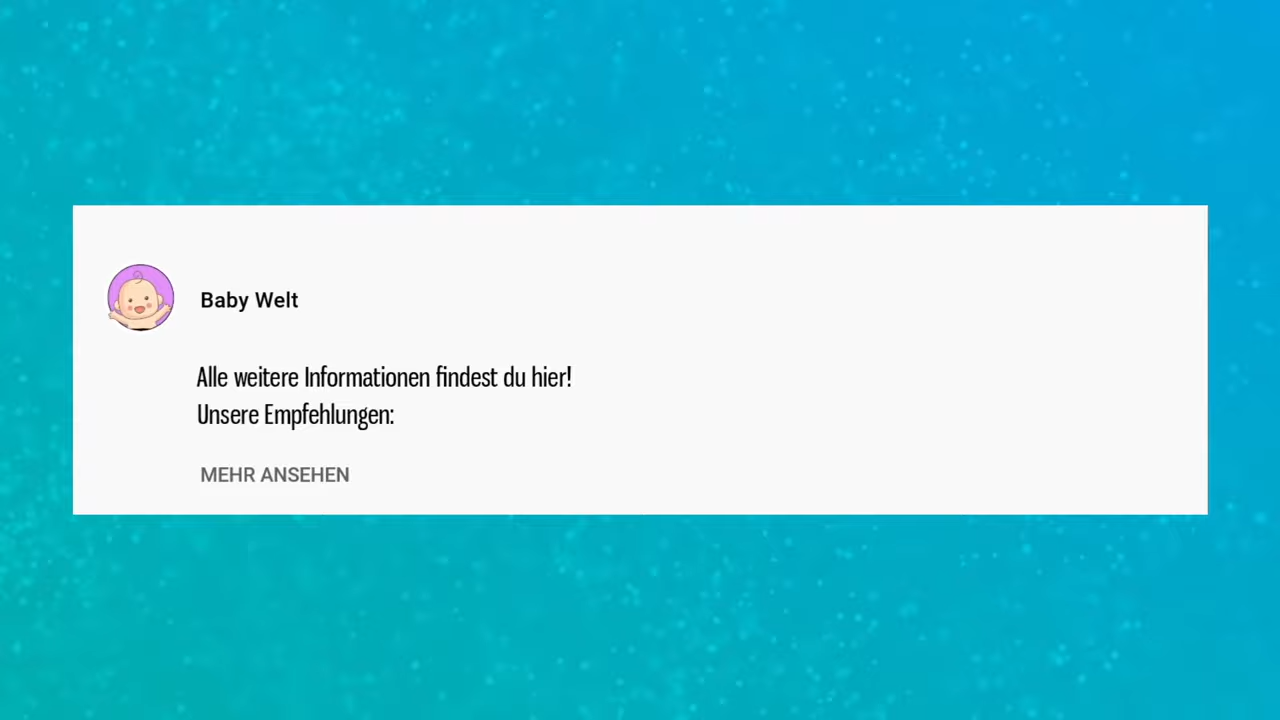 Baby Welt
Alle weitere Informationen findest du hier!
Unsere Empfehlungen:
MEHR ANSEHEN